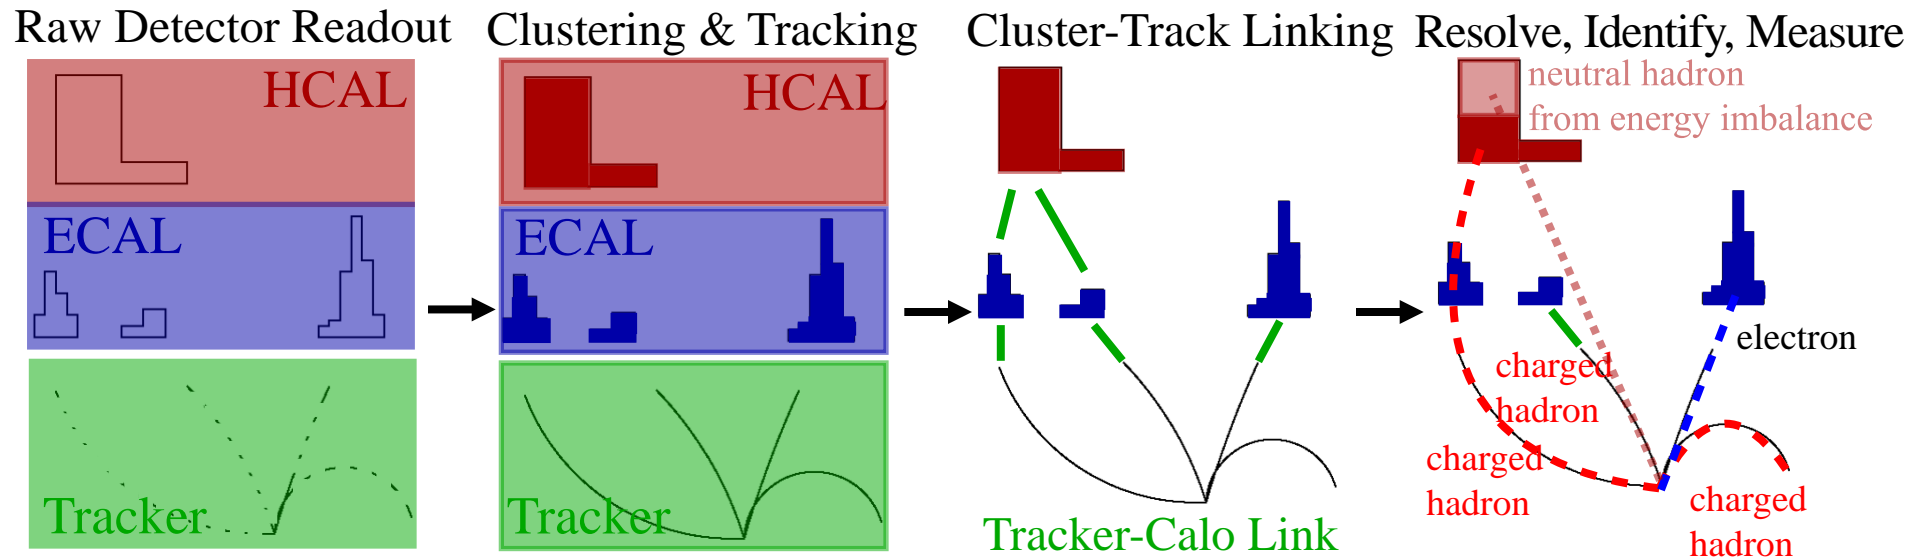 Raw Detector Readout
HCAL
ECAL
Tracker
Clustering & Tracking
HCAL
ECAL
Tracker
Cluster-Track Linking
Tracker-Calo Link
Resolve, Identify, Measure
neutral hadron
from energy imbalance
electron
charged
hadron
charged
hadron
charged
hadron